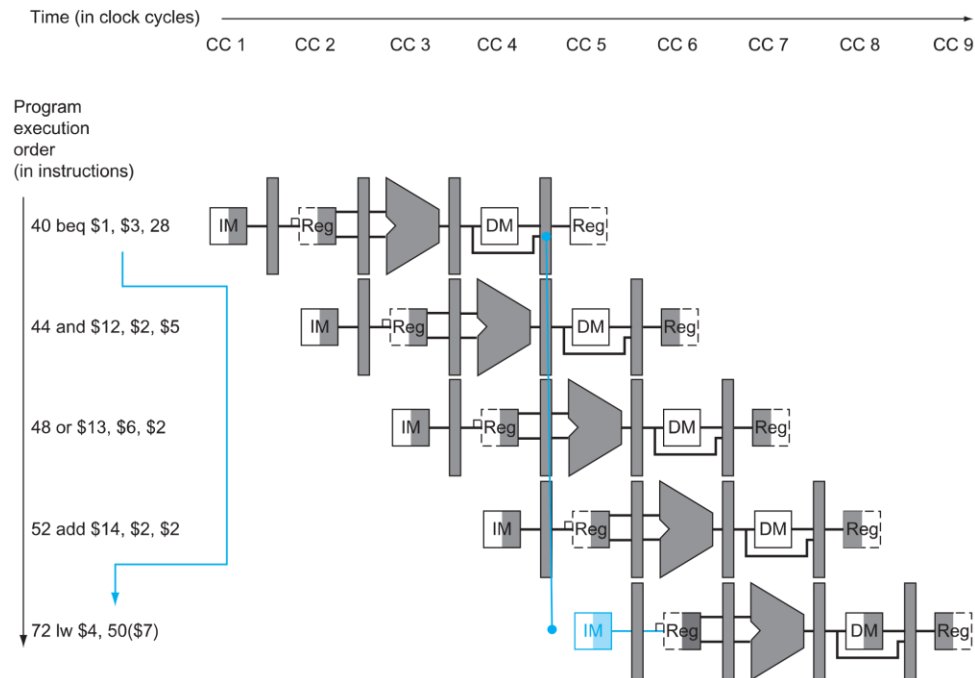 Time (in clock cycles)
CC 1 CC 2 CC 3 CC 4 CC 5 CC 6 CC 7 CC 8 CC 9
Program
execution
order
(in instructions)
40 beq $1, $3, 28 IM Reg DM Reg
44 and $12, $2, $5 IM Reg DM Reg
48 or $13, $6, $2 IM Reg DM Reg
52 add $14, $2, $2 IM Reg DM Reg
72 lw $4, 50($7) IM Reg DM Reg